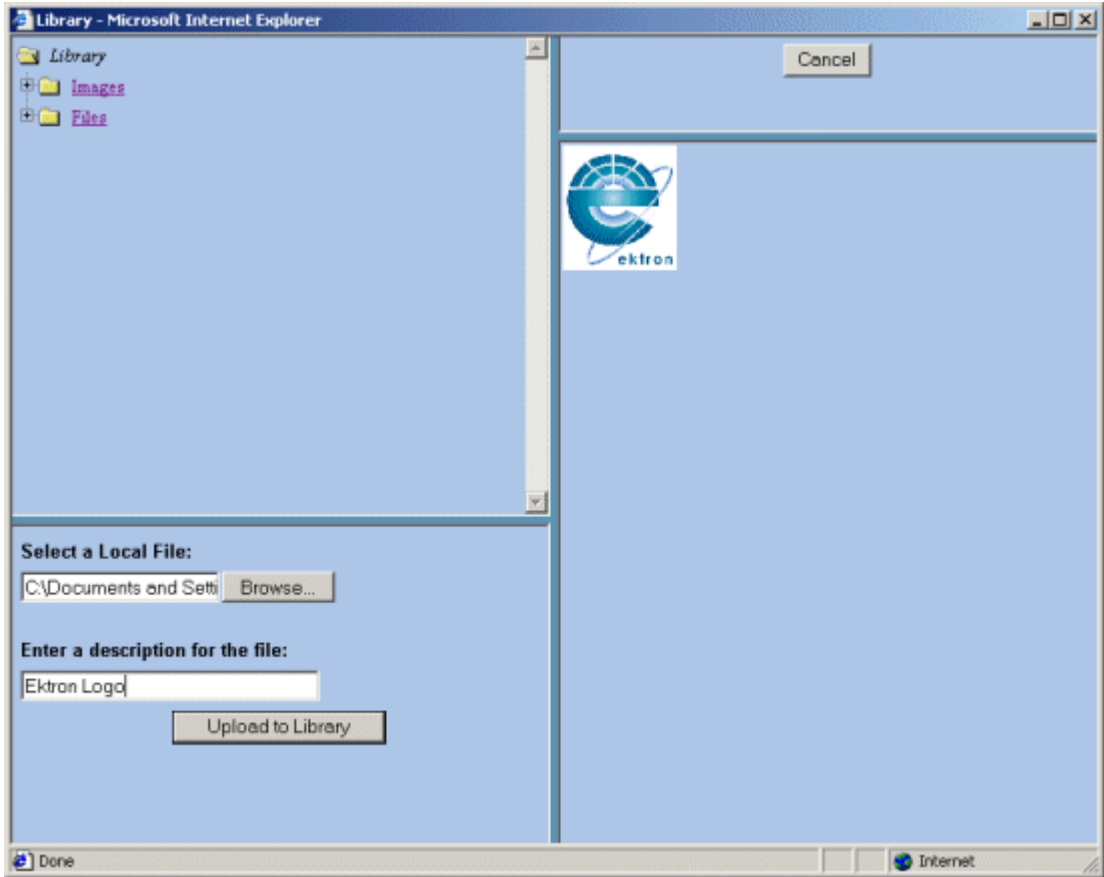 Library - Microsoft Internet Explorer
Library
Images
Files
Cancel
ektron
Select a Local File:
C:\Documents and Setti
Browse...
Enter a description for the file:
Ektron Logo
Upload to Library
Done
Internet